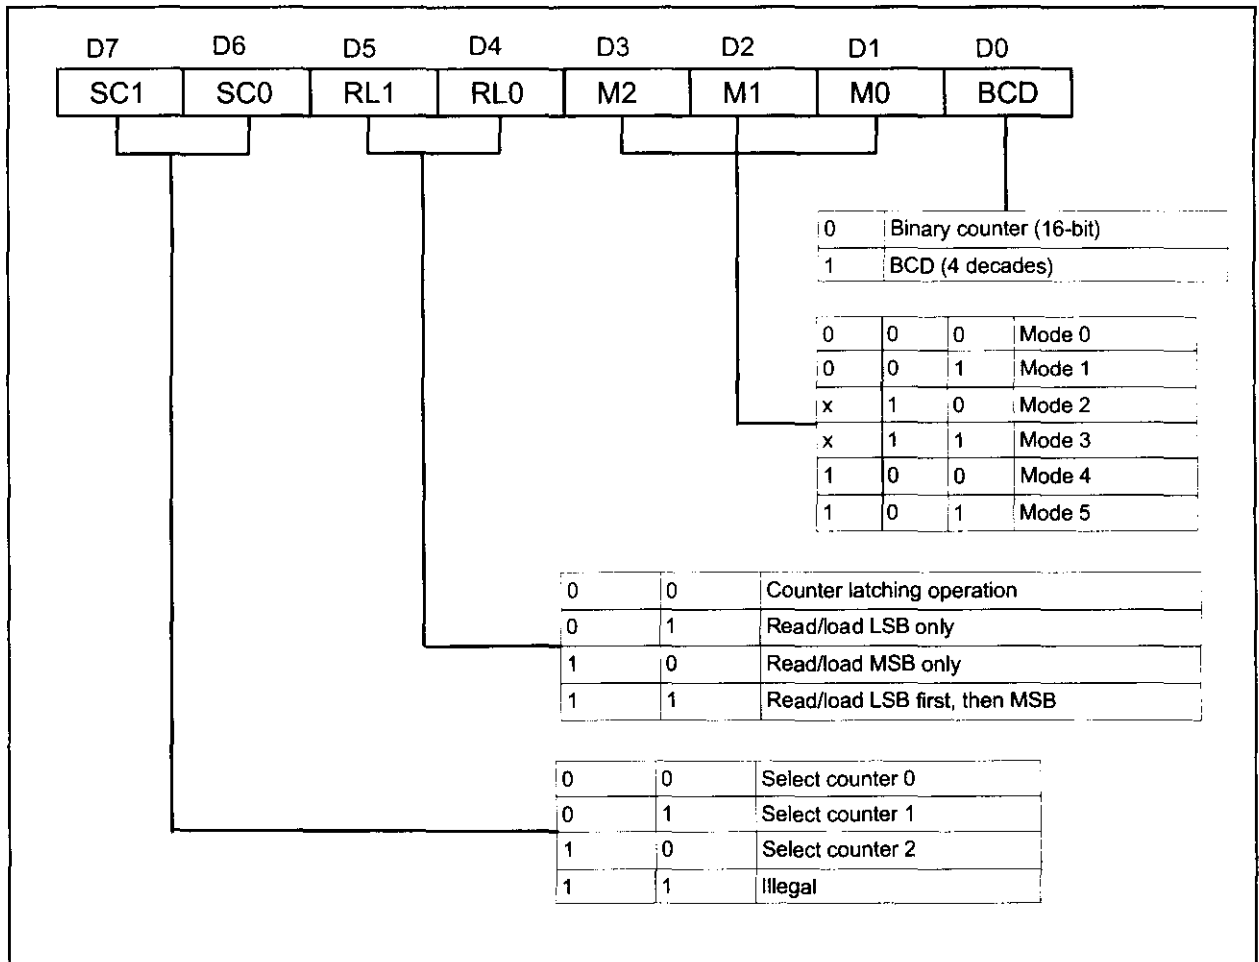 D7 D6 D5 D4 D3 D2 D1 D0
SC1 SC0 RL1 RL0 M2 M1 M0 BCD
0 Binary counter (16-bit)
1 BCD (4 decades)
0 0 0 Mode 0
0 0 1 Mode 1
x 1 0 Mode 2
x 1 1 Mode 3
1 0 0 Mode 4
1 0 1 Mode 5
0 0 Counter latching operation
0 1 Read/load LSB only
1 0 Read/load MSB only
1 1 Read/load LSB first, then MSB
0 0 Select counter 0
0 1 Select counter 1
1 0 Select counter 2
1 1 Illegal